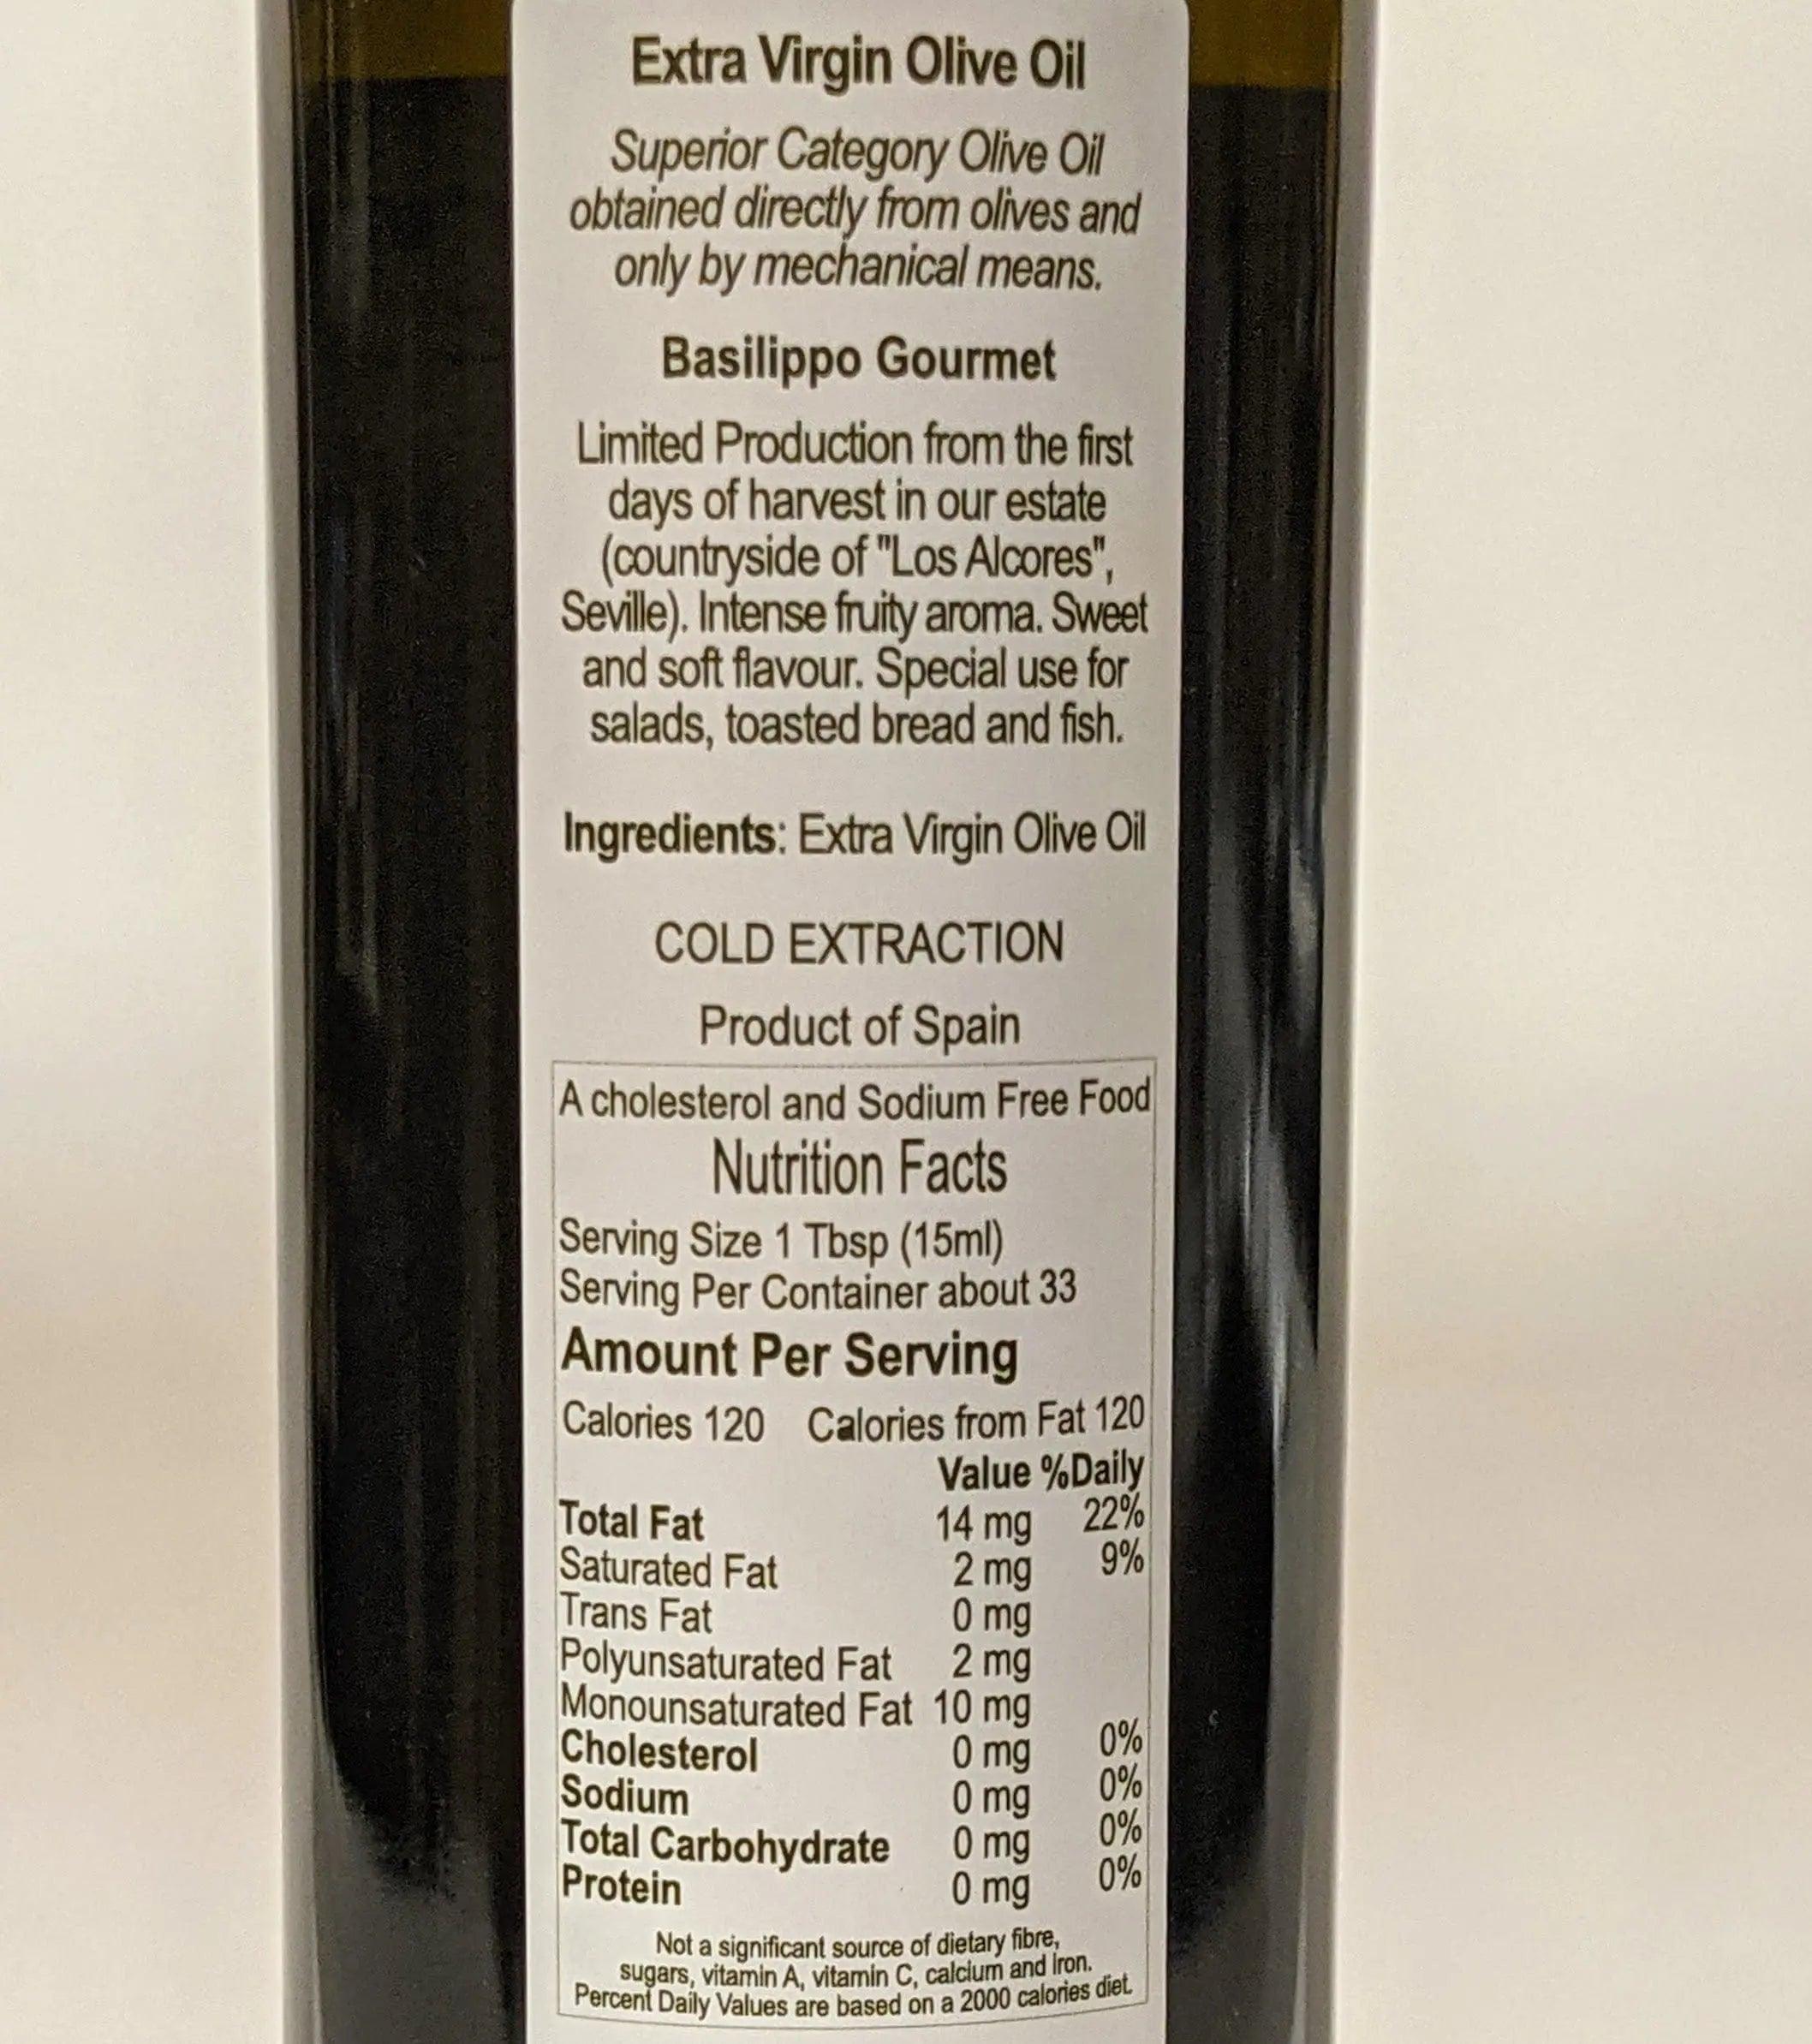 Extra Virgin Olive Oil
Superior Category Olive Oil
obtained directly from olives and
only by mechanical means.
Basilippo Gourmet
Limited Production from the first
days of harvest in our estate
(countryside of "Los Alcores",
Seville). Intense fruity aroma. Sweet
and soft flavour. Special use for
salads, toasted bread and fish.
Ingredients: Extra Virgin Olive Oil
COLD EXTRACTION
Product of Spain
A cholesterol and Sodium Free Food
Nutrition Facts
Serving Size 1 Tbsp (15ml)
Serving Per Container about 33
Amount Per Serving
Calories 120 Calories from Fat 120
Value %Daily
Total Fat 14 mg 22%
Saturated Fat 2 mg 9%
Trans Fat 0 mg
Polyunsaturated Fat 2 mg
Monounsaturated Fat 10 mg
Cholesterol 0 mg 0%
Sodium 0 mg 0%
Total Carbohydrate 0 mg 0%
Protein 0 mg 0%
Not a significant source of dietary fibre,
sugars, vitamin A, vitamin C, calcium and Iron.
Percent Daily Values are based on a 2000 calories diet.